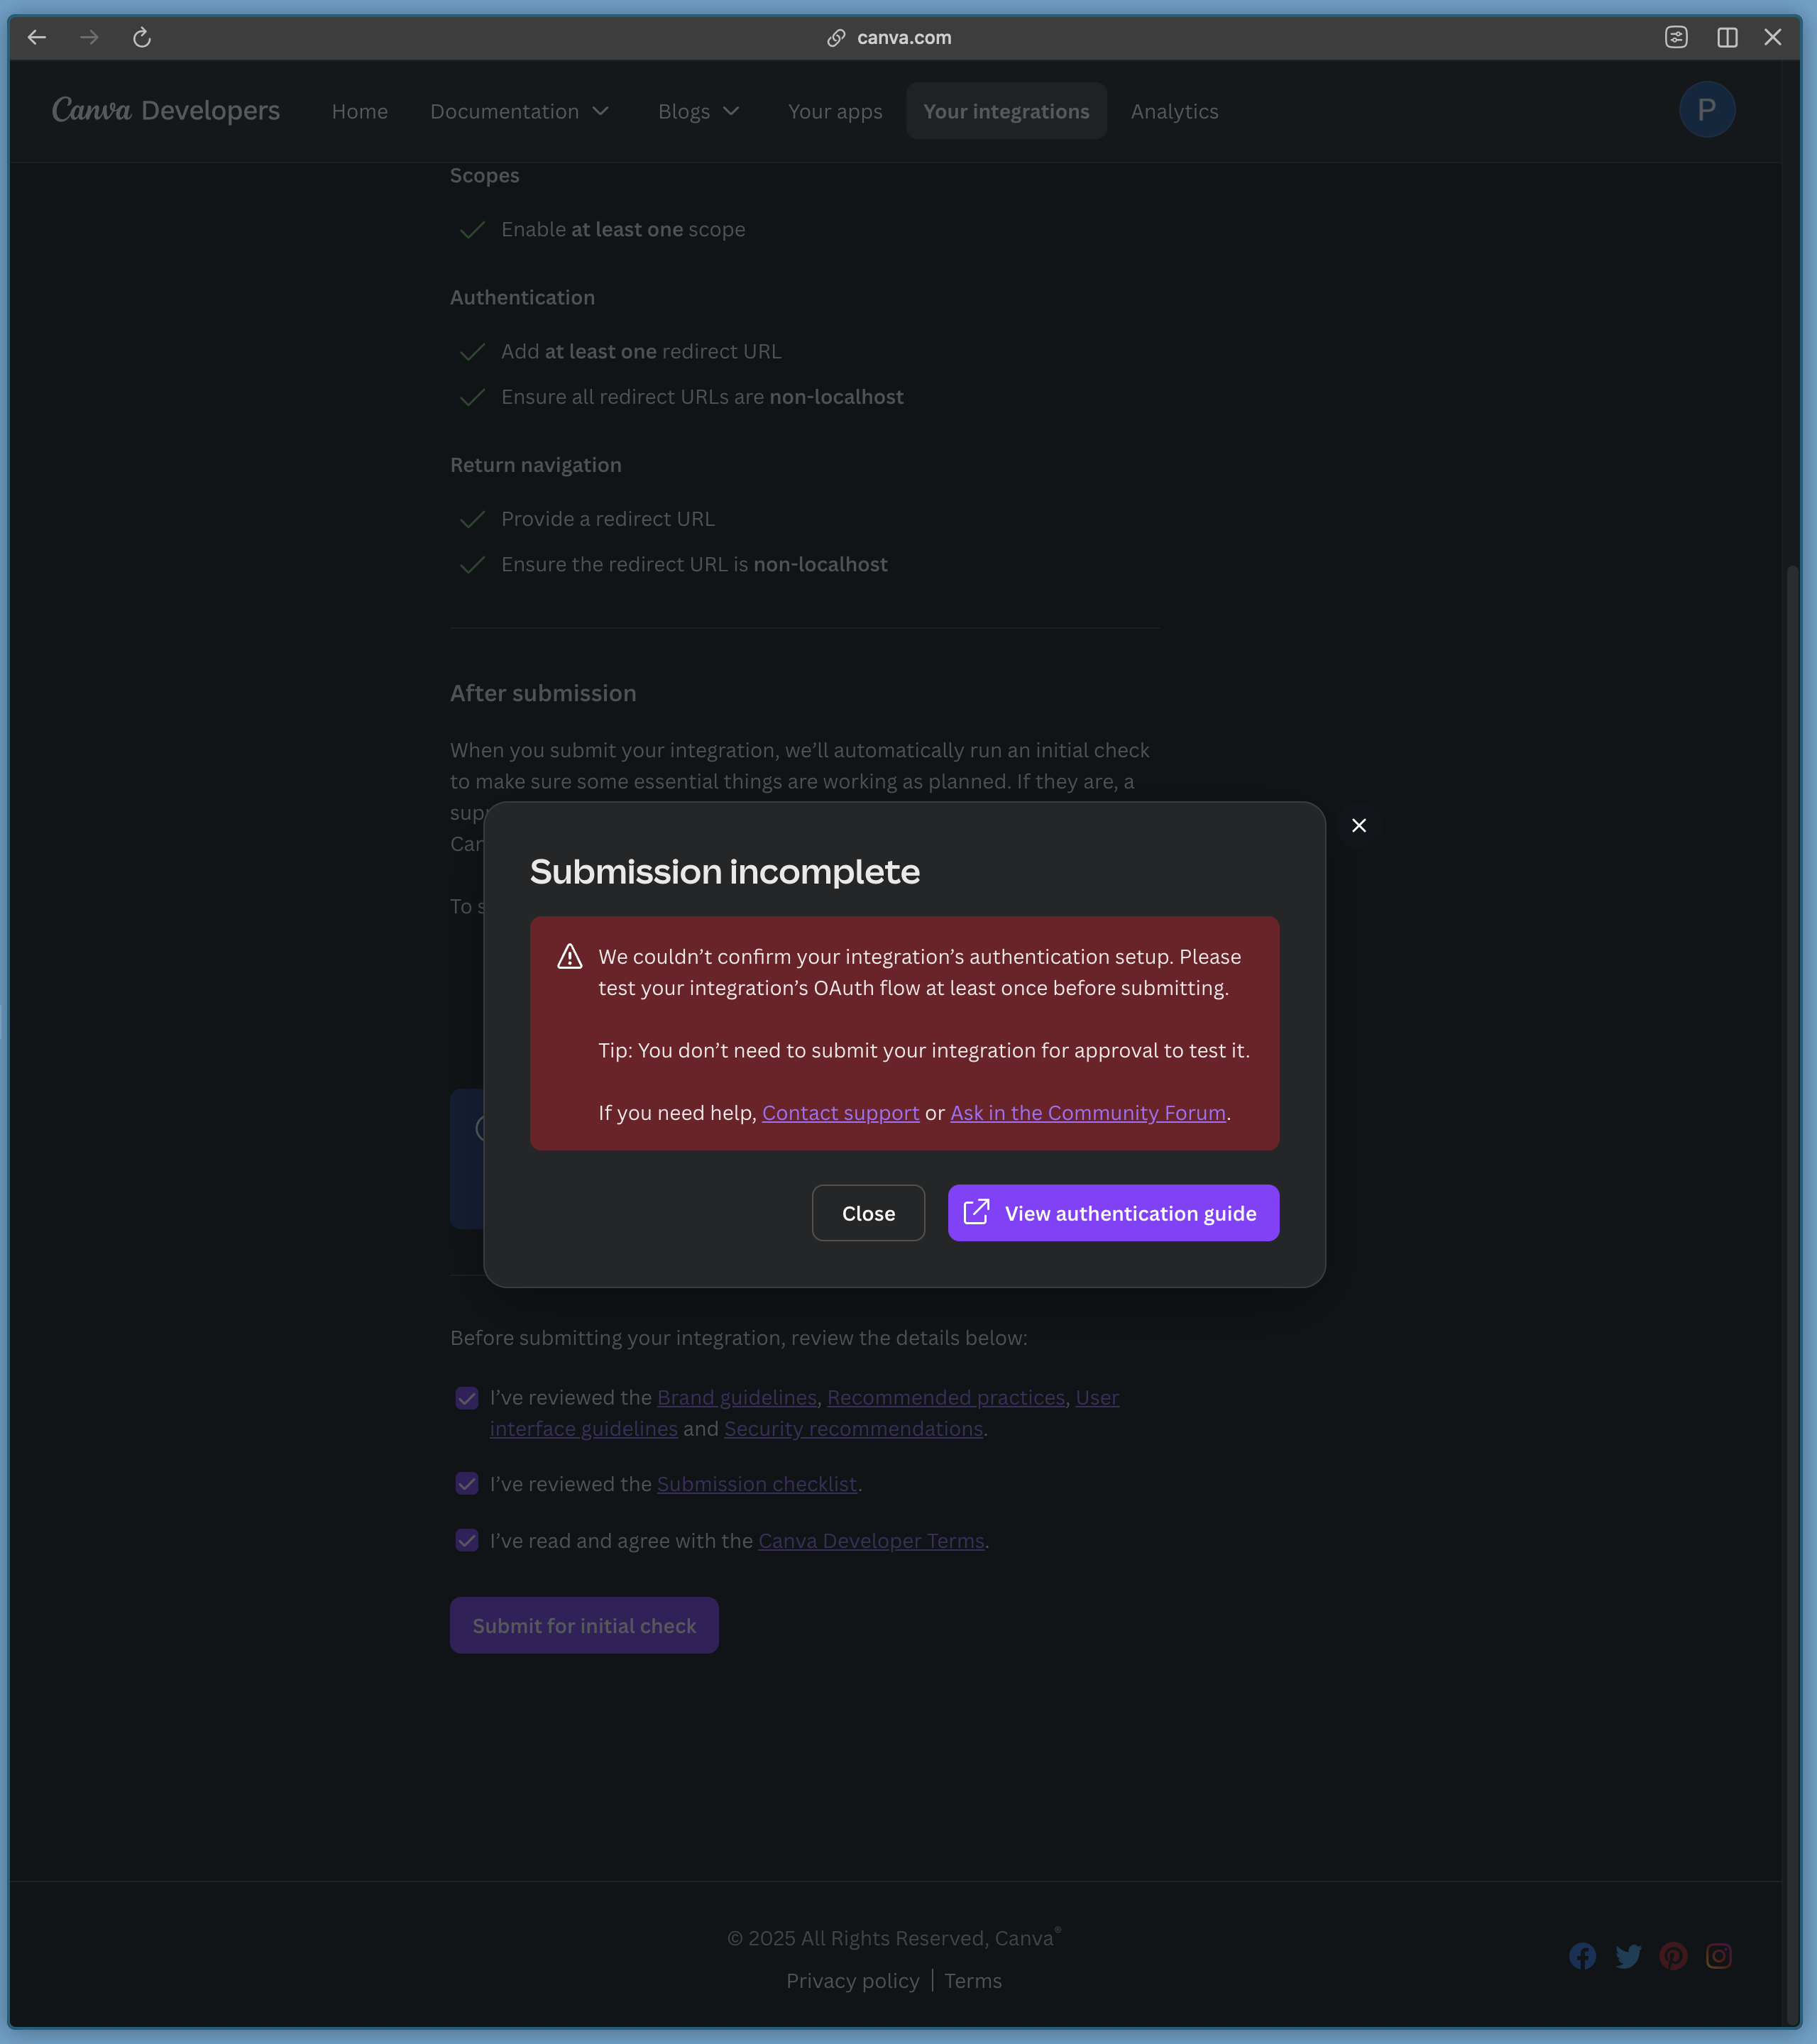 canva.com
Canva Developers
Home
Documentation
Blogs
Your apps
Your integrations
Analytics
P
Scopes
Enable at least one scope
Authentication
Add at least one redirect URL
Ensure all redirect URLs are non-localhost
Return navigation
Provide a redirect URL
Ensure the redirect URL is non-localhost
After submission
When you submit your integration, we’ll automatically run an initial check
to make sure some essential things are working as planned. If they are, a
Submission incomplete
We couldn’t confirm your integration’s authentication setup. Please
test your integration’s OAuth flow at least once before submitting.
Tip: You don’t need to submit your integration for approval to test it.
If you need help, Contact support or Ask in the Community Forum.
Close
View authentication guide
Before submitting your integration, review the details below:
I’ve reviewed the Brand guidelines, Recommended practices, User
interface guidelines and Security recommendations.
I’ve reviewed the Submission checklist.
I’ve read and agree with the Canva Developer Terms.
Submit for initial check
© 2025 All Rights Reserved, Canva®
Privacy policy | Terms